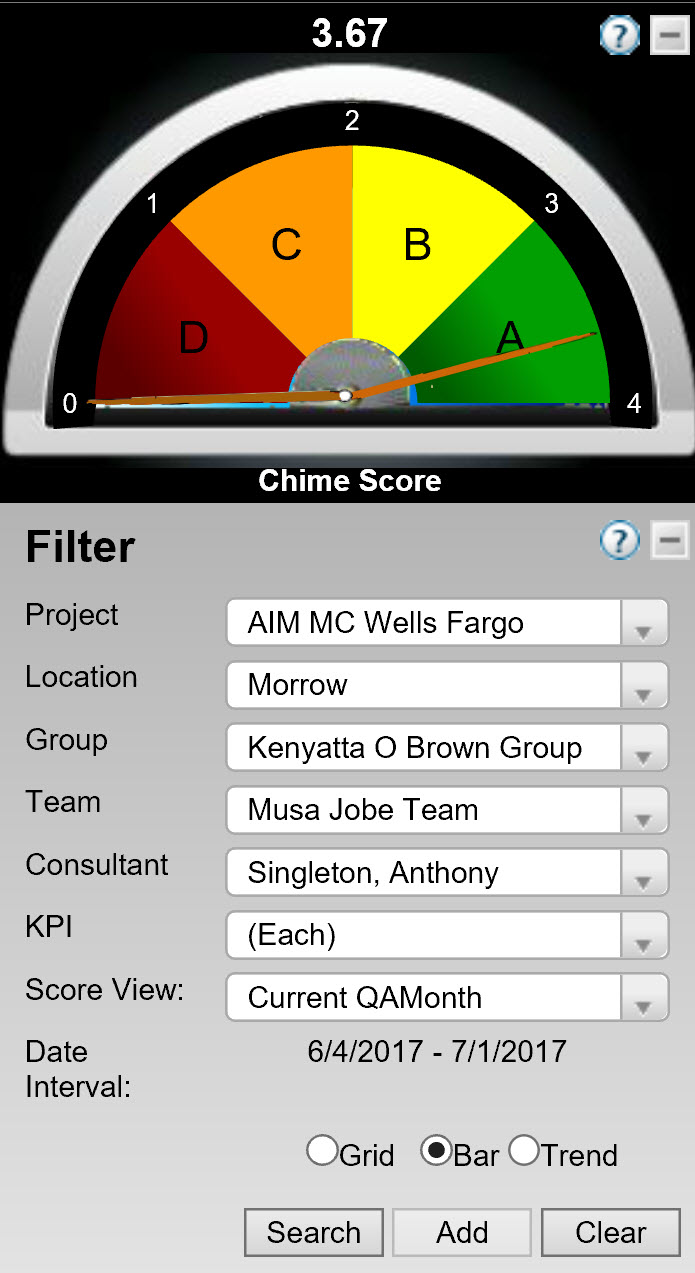 3.67
?
2
1
3
C
B
D
A
0
4
Chime Score
Filter
?
Project
AIM MC Wells Fargo
Location
Morrow
Group
Kenyatta O Brown Group
Team
Musa Jobe Team
Consultant
Singleton, Anthony
KPI
(Each)
Score View:
Current QAMonth
Date
Interval:
6/4/2017 - 7/1/2017
Grid Bar Trend
Search Add Clear